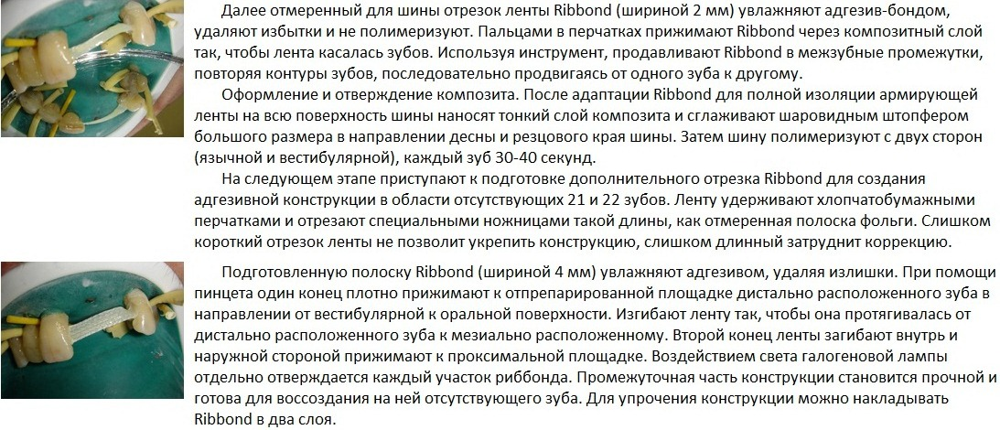 Далее отмеренный для шины отрезок ленты Ribbond (шириной 2 мм) увлажняют адгезив-бондом,
удаляют избытки и не полимеризуют. Пальцами в перчатках прижимают Ribbond через композитный слой
так, чтобы лента касалась зубов. Используя инструмент, продавливают Ribbond в межзубные промежутки,
повторяя контуры зубов, последовательно продвигаясь от одного зуба к другому.
Оформление и отверждение композита. После адаптации Ribbond для полной изоляции армирующей
ленты на всю поверхность шины наносят тонкий слой композита и сглаживают шаровидным штопфером
большого размера в направлении десны и резцового края шины. Затем шину полимеризуют с двух сторон
(язычной и вестибулярной), каждый зуб 30-40 секунд.
На следующем этапе приступают к подготовке дополнительного отрезка Ribbond для создания
адгезивной конструкции в области отсутствующих 21 и 22 зубов. Ленту удерживают хлопчатобумажными
перчатками и отрезают специальными ножницами такой длины, как отмеренная полоска фольги. Слишком
короткий отрезок ленты не позволит укрепить конструкцию, слишком длинный затруднит коррекцию.
Подготовленную полоску Ribbond (шириной 4 мм) увлажняют адгезивом, удаляя излишки. При помощи
пинцета один конец плотно прижимают к отпрепарированной площадке дистально расположенного зуба в
направлении от вестибулярной к оральной поверхности. Изгибают ленту так, чтобы она протягивалась от
дистально расположенного зуба к мезиально расположенному. Второй конец ленты загибают внутрь и
наружной стороной прижимают к проксимальной площадке. Воздействием света галогеновой лампы
отдельно отверждается каждый участок риббонда. Промежуточная часть конструкции становится прочной и
готова для воссоздания на ней отсутствующего зуба. Для упрочения конструкции можно накладывать
Ribbond в два слоя.